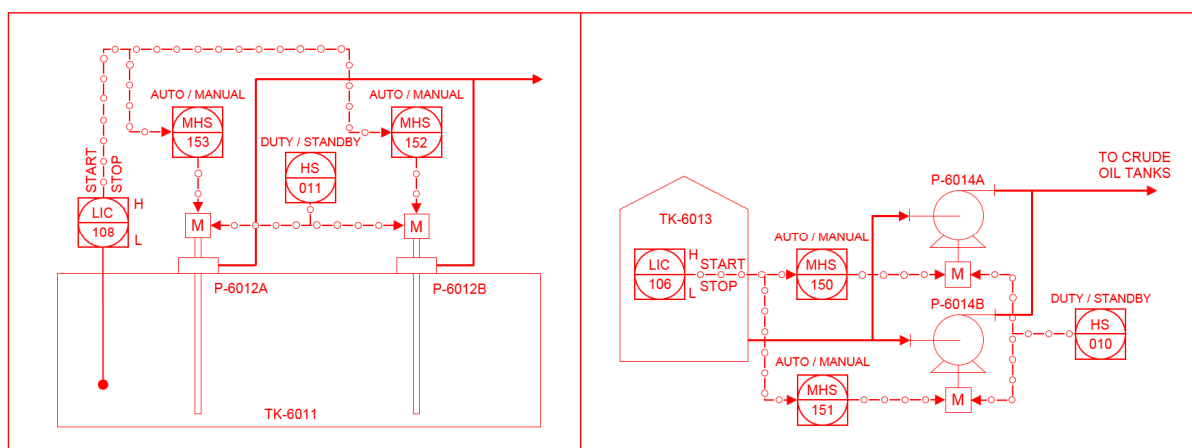 AUTO / MANUAL
MHS
153
AUTO / MANUAL
MHS
152
DUTY / STANDBY
HS
011
START
STOP
LIC
108
H
L
M
M
P-6012A
P-6012B
TK-6011
TO CRUDE
OIL TANKS
P-6014A
TK-6013
LIC
106
H
L
START
STOP
AUTO / MANUAL
MHS
150
M
P-6014B
DUTY / STANDBY
HS
010
AUTO / MANUAL
MHS
151
M